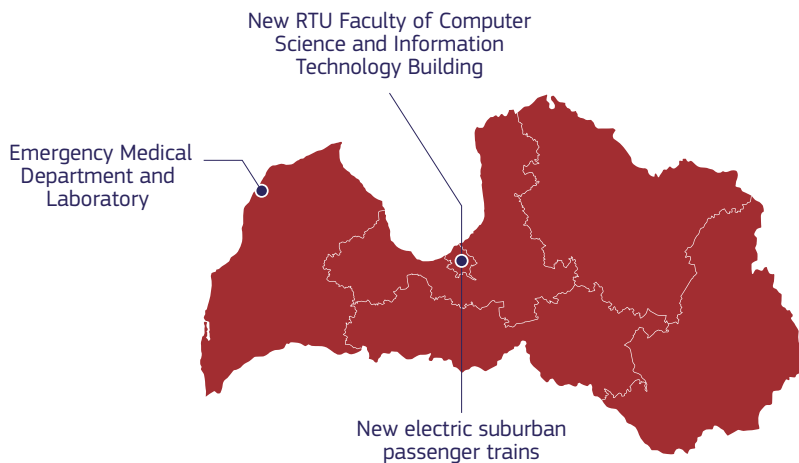 New RTU Faculty of Computer
Science and Information
Technology Building
Emergency Medical
Department and
Laboratory
New electric suburban
passenger trains